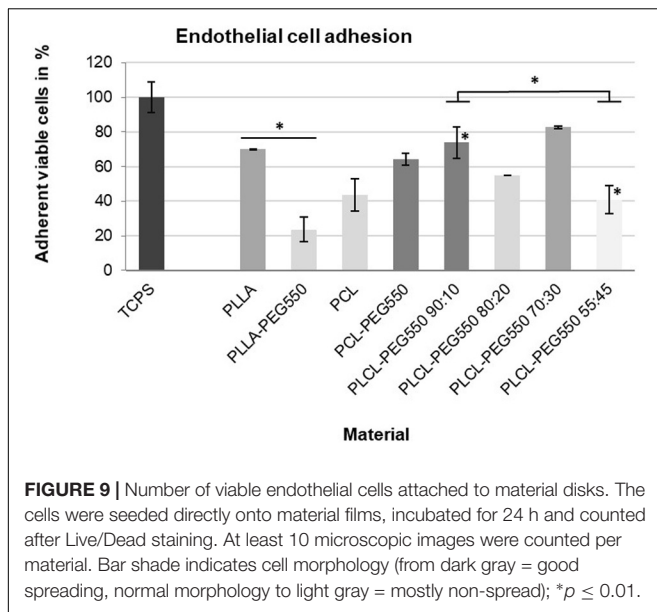 Endothelial cell adhesion
Adherent viable cells in %
120
100
80
60
40
20
0
*
*
*
*
TCPS
PLLA
PLLA-PEG550
PCL
PCL-PEG550
PLCL-PEG550 90:10
PLCL-PEG550 80:20
PLCL-PEG550 70:30
PLCL-PEG550 55:45
Material
FIGURE 9 | Number of viable endothelial cells attached to material disks. The
cells were seeded directly onto material films, incubated for 24 h and counted
after Live/Dead staining. At least 10 microscopic images were counted per
material. Bar shade indicates cell morphology (from dark gray = good
spreading, normal morphology to light gray = mostly non-spread); *p ≤ 0.01.